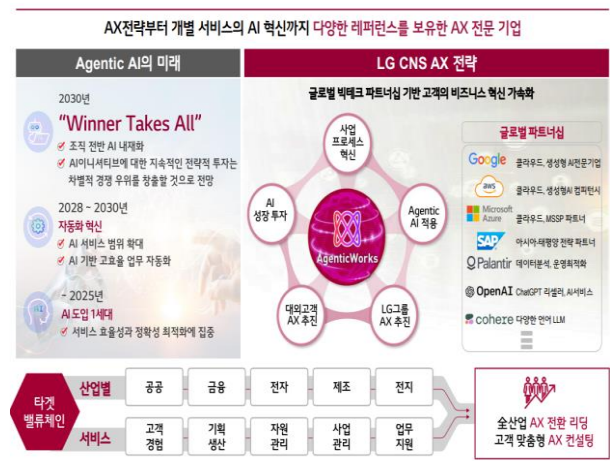 AX전략부터 개별 서비스의 AI 혁신까지 다양한 레퍼런스를 보유한 AX 전문 기업
Agentic AI의 미래
2030년
“Winner Takes All”
조직 전반 AI 내재화
AI이니셔티브에 대한 지속적인 전략적 투자는
차별적 경쟁 우위를 창출할 것으로 전망
2028 – 2030년
자동화 혁신
AI 서비스 범위 확대
AI 기반 고효율 업무 자동화
- 2025년
AI 도입 1세대
서비스 효율성과 정확성 최적화에 집중
LG CNS AX 전략
글로벌 빅테크 파트너십 기반 고객의 비즈니스 혁신 가속화
사업
프로세스
혁신
AI
성장 투자
Agentic
AI 적용
AgenticWorks
대외고객
AX 추진
LG그룹
AX 추진
글로벌 파트너십
Google 클라우드, 생성형 AI전문기업
aws 클라우드, 생성형AI 컴피턴시
Microsoft
Azure 클라우드, MSSP 파트너
SAP 아시아-태평양 전략 파트너
Palantir 데이터분석, 운영최적화
OpenAI ChatGPT 리셀러, AI서비스
cohere 다양한 언어 LLM
타겟
밸류체인
산업별 공공 금융 전자 제조 전지
서비스
고객
경험
기획
생산
자원
관리
사업
관리
업무
지원
全산업 AX 전환 리딩
고객 맞춤형 AX 컨설팅